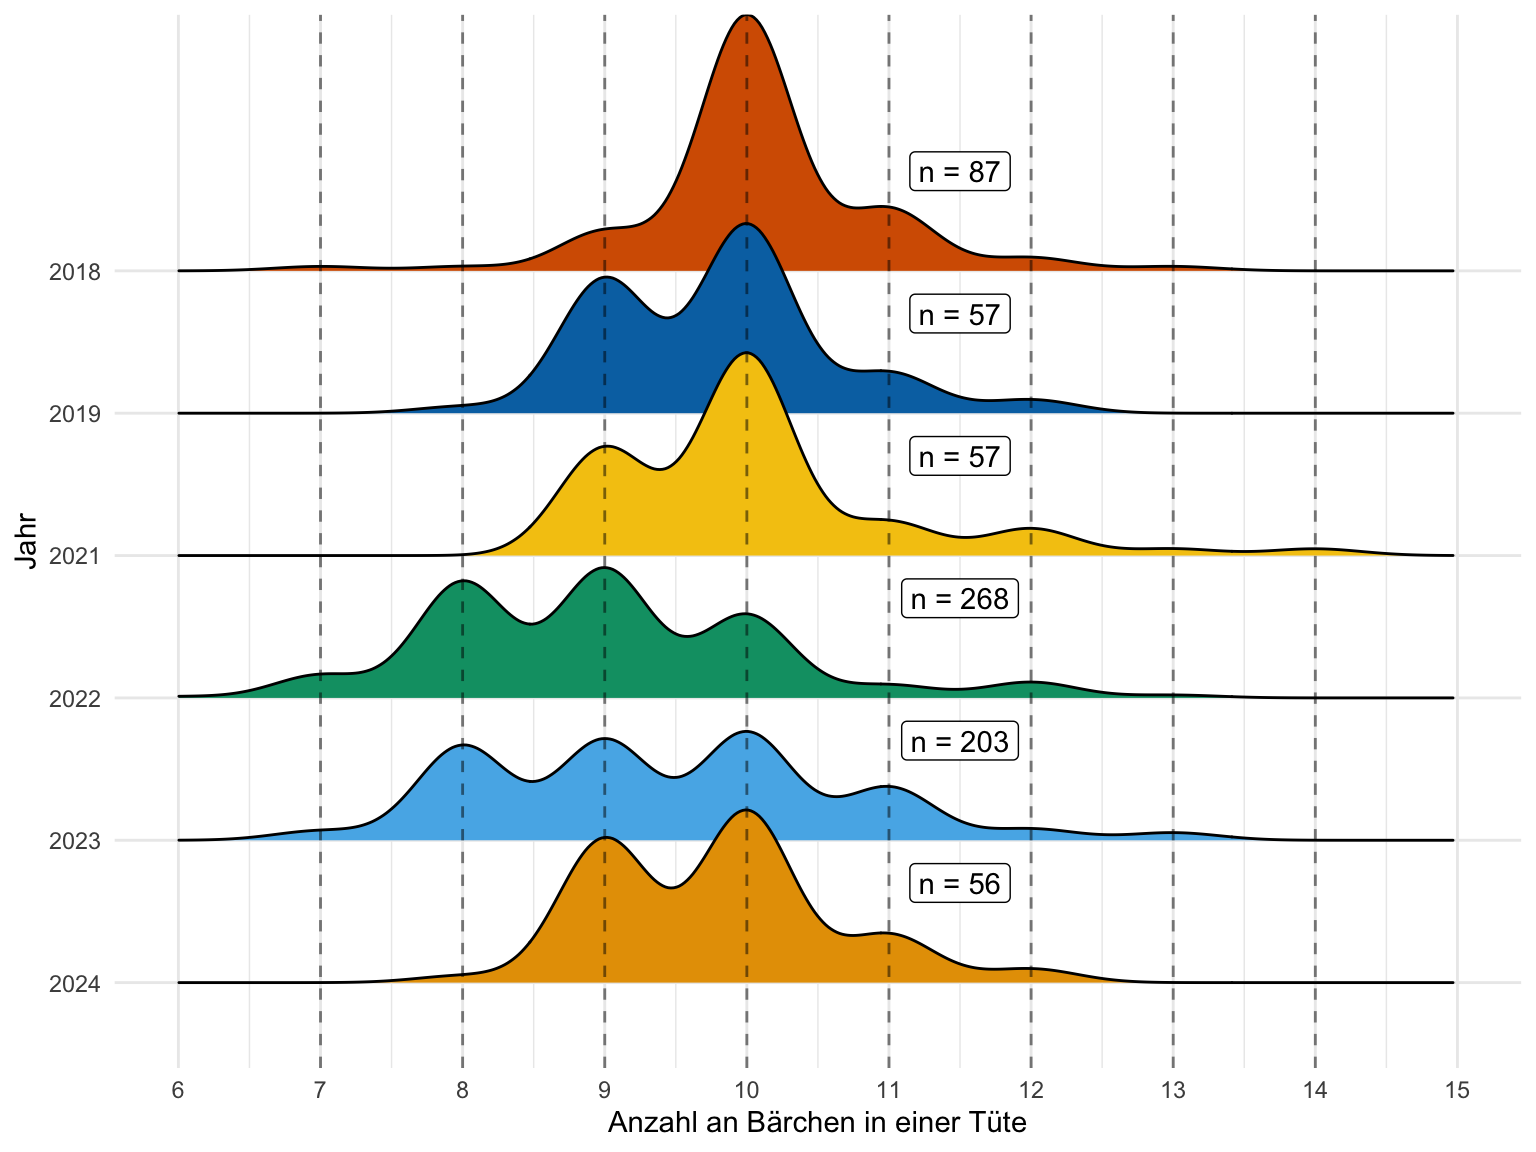 n = 87
2018
n = 57
2019
n = 57
Jahr
2021
n = 268
2022
n = 203
2023
n = 56
2024
6 7 8 9 10 11 12 13 14 15
Anzahl an Bärchen in einer Tüte